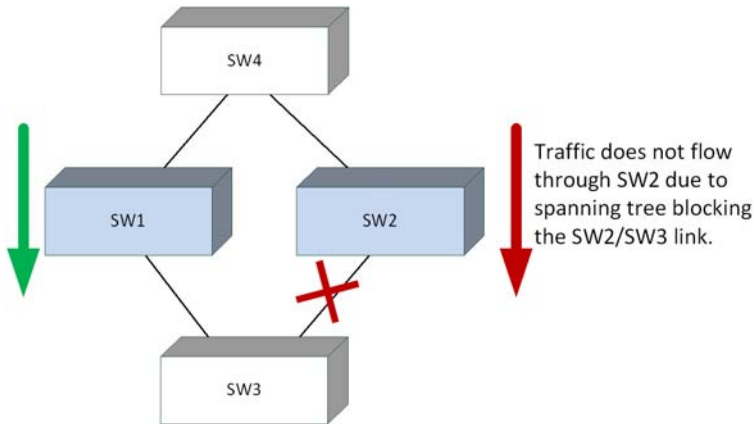 SW4
Traffic does not flow
through SW2 due to
spanning tree blocking
the SW2/SW3 link.
SW1
SW2
SW3